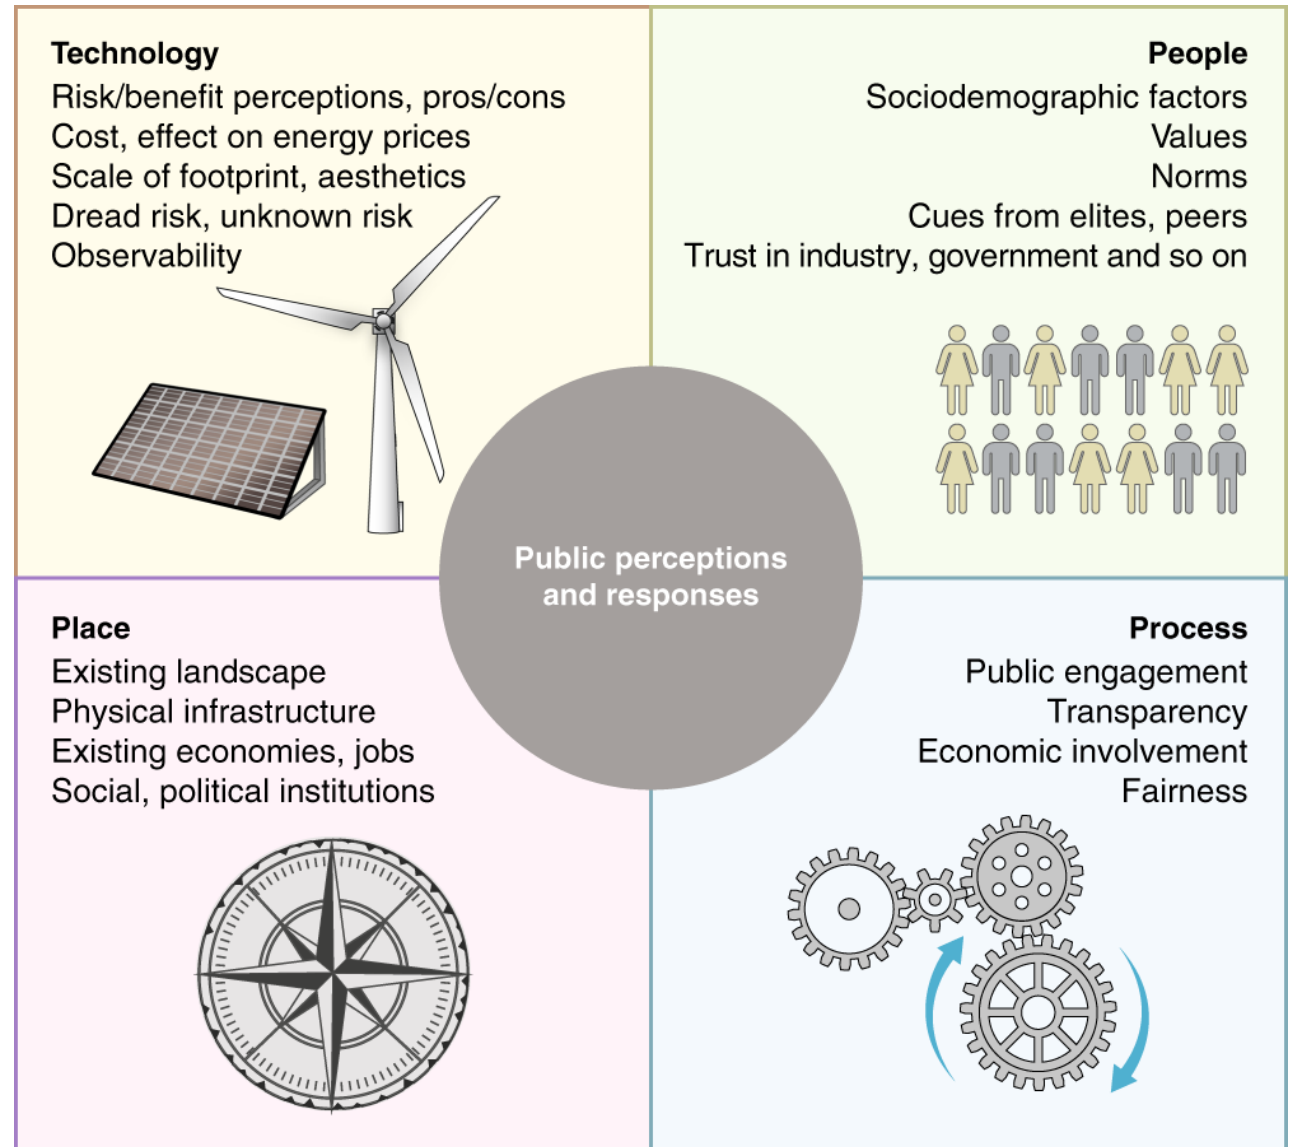 Technology
Risk/benefit perceptions, pros/cons
Cost, effect on energy prices
Scale of footprint, aesthetics
Dread risk, unknown risk
Observability
People
Sociodemographic factors
Values
Norms
Cues from elites, peers
Trust in industry, government and so on
Public perceptions
and responses
Place
Existing landscape
Physical infrastructure
Existing economies, jobs
Social, political institutions
Process
Public engagement
Transparency
Economic involvement
Fairness